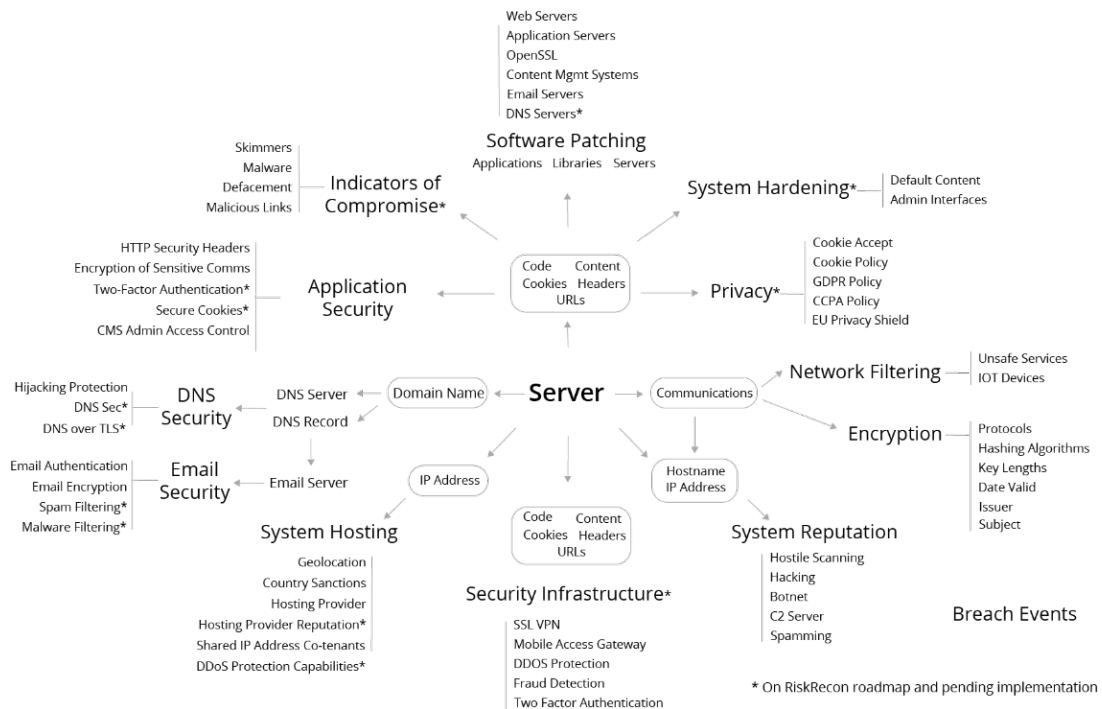 Web Servers
Application Servers
OpenSSL
Content Mgmt Systems
Email Servers
DNS Servers*
Software Patching
Applications Libraries Servers
Skimmers
Malware
Defacement
Malicious Links
Indicators of
Compromise*
System Hardening*
Default Content
Admin Interfaces
HTTP Security Headers
Encryption of Sensitive Comms
Two-Factor Authentication*
Secure Cookies*
CMS Admin Access Control
Application
Security
Code Content
Cookies Headers
URLs
Privacy*
Cookie Accept
Cookie Policy
GDPR Policy
CCPA Policy
EU Privacy Shield
Hijacking Protection
DNS Sec*
DNS over TLS*
DNS
Security
DNS Server
DNS Record
Domain Name
Server
Communications
Network Filtering
Unsafe Services
IOT Devices
Encryption
Protocols
Hashing Algorithms
Key Lengths
Date Valid
Issuer
Subject
Email Authentication
Email Encryption
Spam Filtering*
Malware Filtering*
Email
Security
Email Server
IP Address
Hostname
IP Address
System Hosting
Geolocation
Country Sanctions
Hosting Provider
Hosting Provider Reputation*
Shared IP Address Co-tenants
DDoS Protection Capabilities*
Code Content
Cookies Headers
URLs
Security Infrastructure*
SSL VPN
Mobile Access Gateway
DDOS Protection
Fraud Detection
Two Factor Authentication
System Reputation
Hostile Scanning
Hacking
Botnet
C2 Server
Spamming
Breach Events
* On RiskRecon roadmap and pending implementation